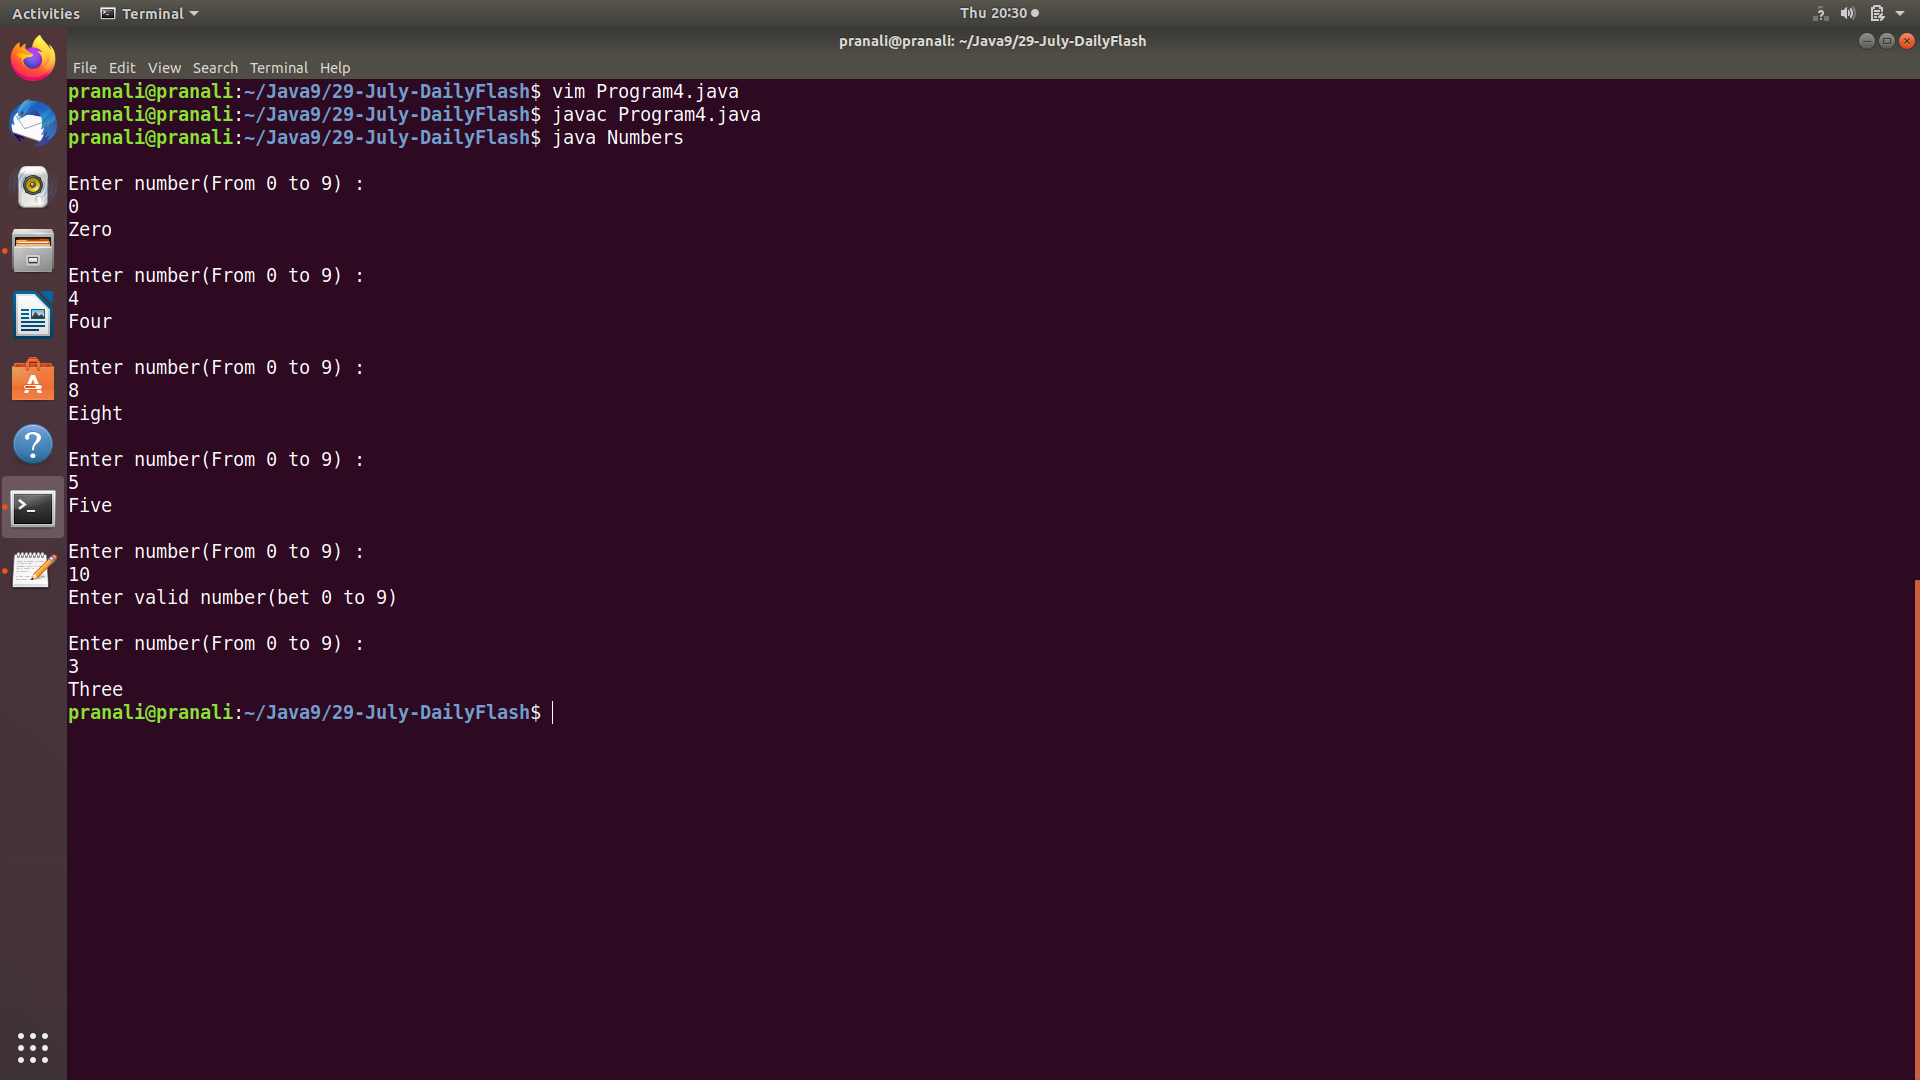 Activities Terminal Thu 20:30
pranali@pranali: ~/Java9/29-July-DailyFlash
File Edit View Search Terminal Help
pranali@pranali:~/Java9/29-July-DailyFlash$ vim Program4.java
pranali@pranali:~/Java9/29-July-DailyFlash$ javac Program4.java
pranali@pranali:~/Java9/29-July-DailyFlash$ java Numbers
Enter number(From 0 to 9) :
0
Zero
Enter number(From 0 to 9) :
4
Four
Enter number(From 0 to 9) :
8
Eight
Enter number(From 0 to 9) :
5
Five
Enter number(From 0 to 9) :
10
Enter valid number(bet 0 to 9)
Enter number(From 0 to 9) :
3
Three
pranali@pranali:~/Java9/29-July-DailyFlash$